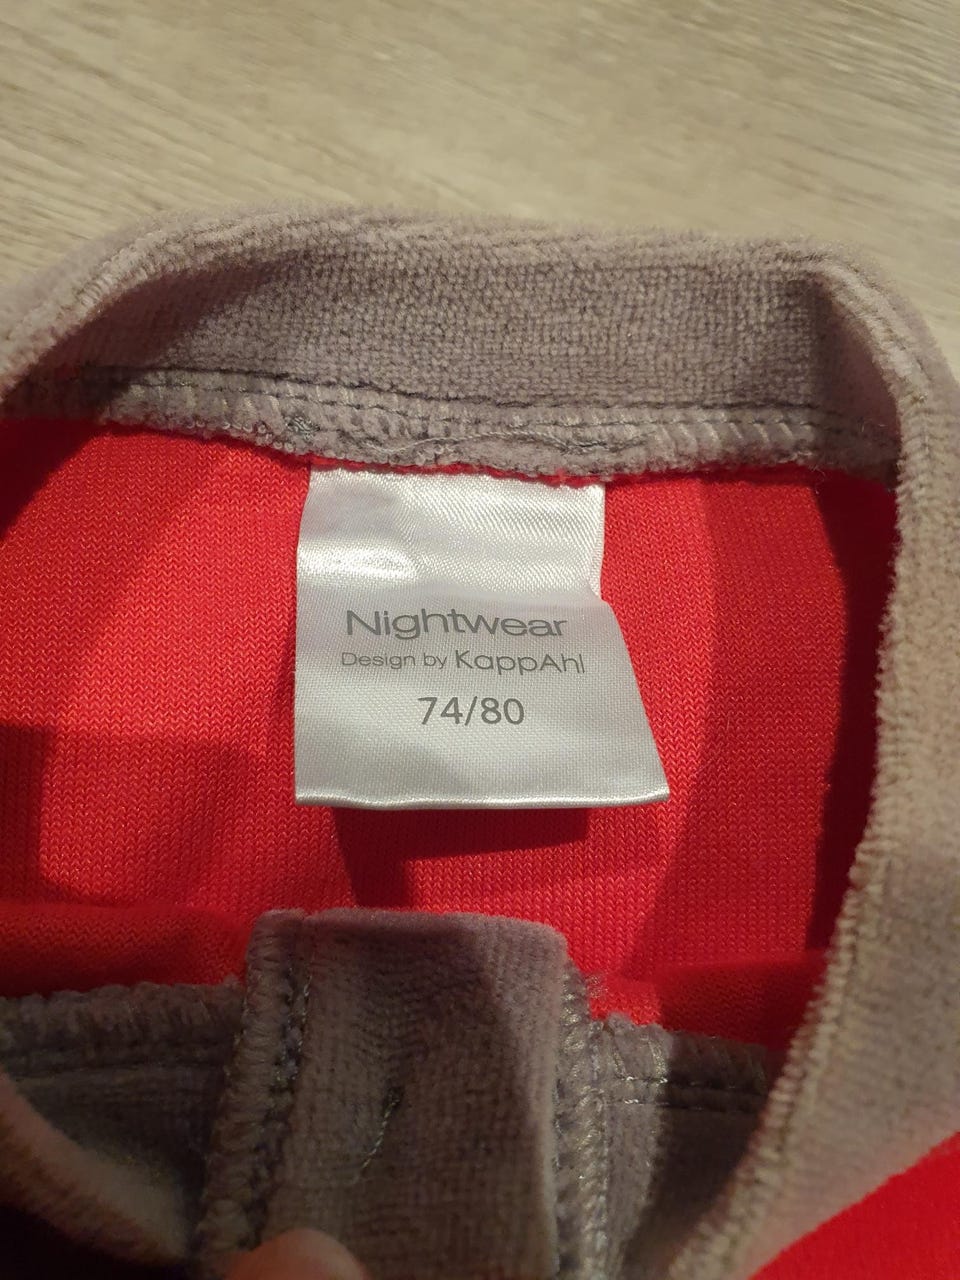 Nightwear
Design by KappAhl
74/80